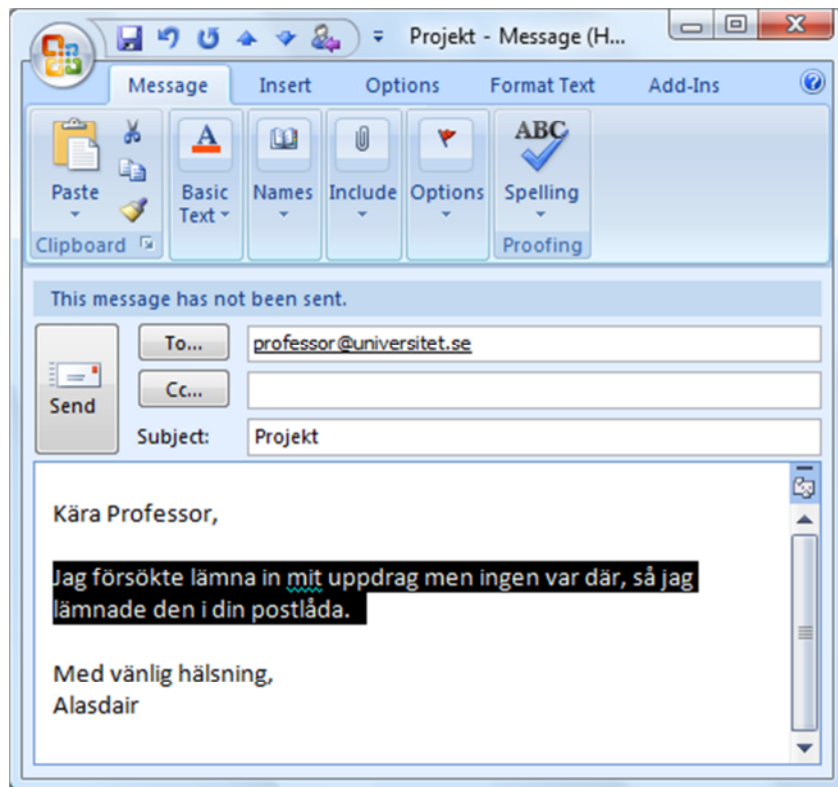 Projekt - Message (H...
Message Insert Options Format Text Add-Ins
Paste
Basic Text
Names
Include
Options
ABC
Spelling
Clipboard
Proofing
This message has not been sent.
Send
To... professor@universitet.se
Cc...
Subject: Projekt
Kära Professor,
Jag försökte lämna in mit uppdrag men ingen var där, så jag
lämnade den i din postlåda.
Med vänlig hälsning,
Alasdair